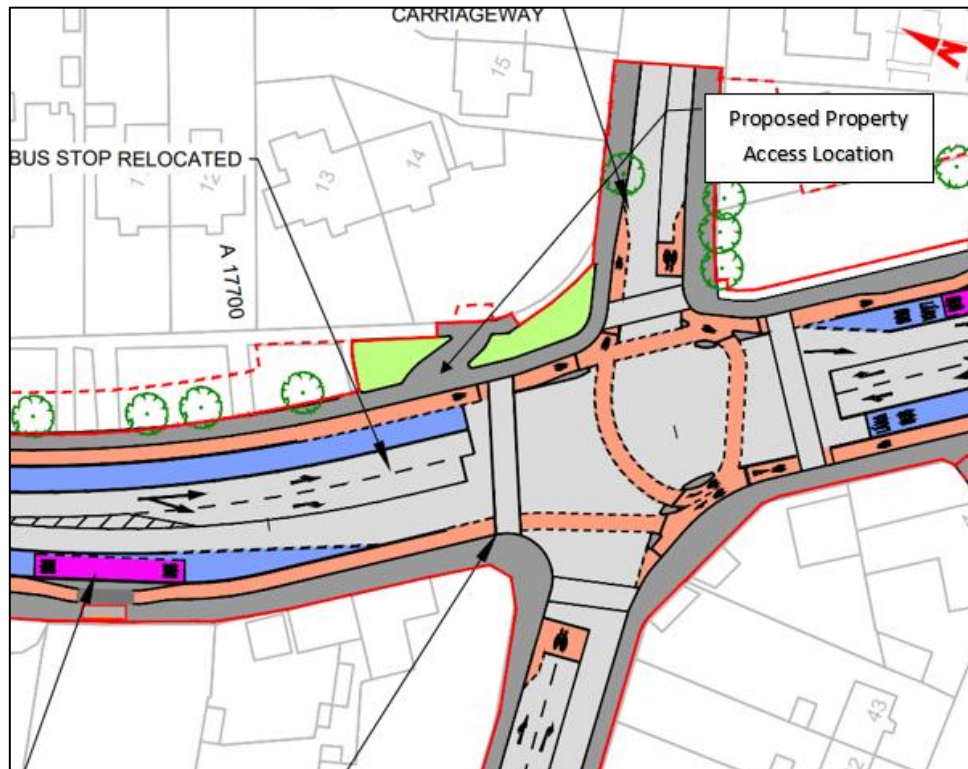 CARRIAGEWAY
N
15
Proposed Property
Access Location
BUS STOP RELOCATED
14
13
12
A 17700
43